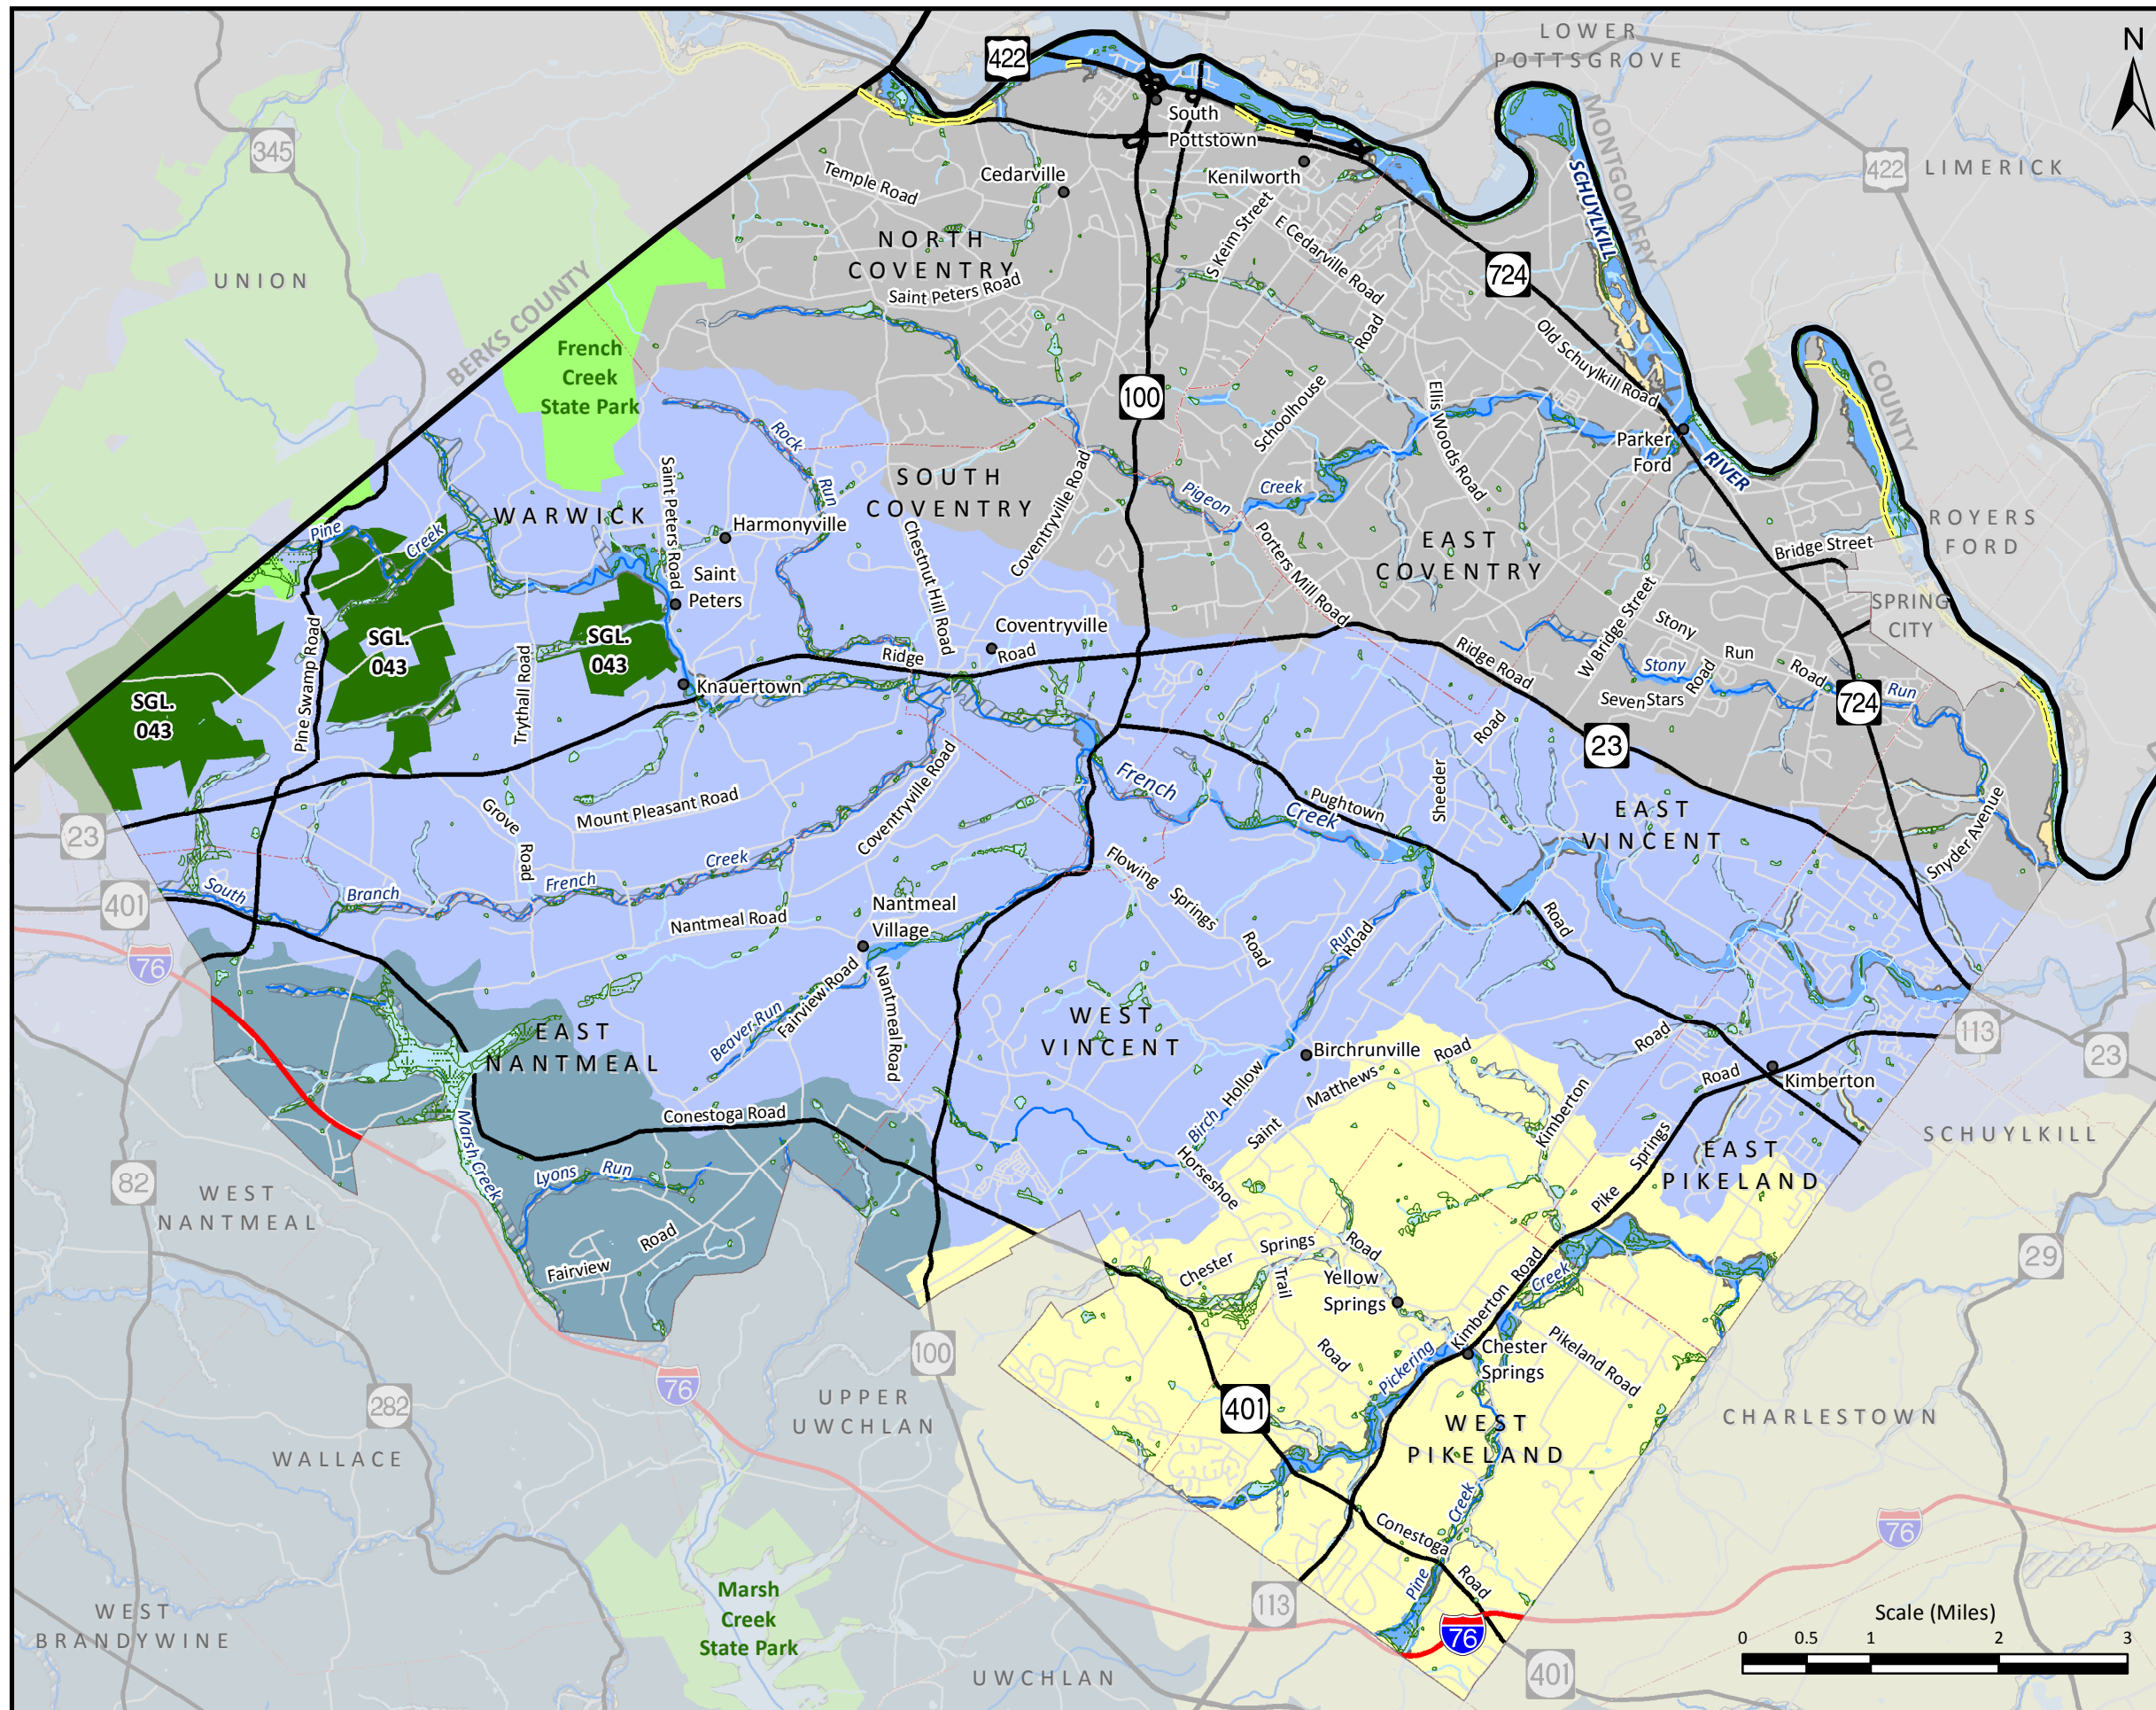 N
LOWER
POTTSGROVE
422
South
Pottstown
MONTGOMERY
COUNTY
422
LIMERICK
345
Cedarville
Kenilworth
SCHUYLKILL
RIVER
Temple Road
S Keim Street
E Cedarville Road
NORTH
COVENTRY
UNION
724
BERKS COUNTY
Saint Peters Road
Old Schuylkill Road
French
Creek
State Park
100
Schoolhouse
Road
Ellis Woods Road
Parker
Ford
Rock
Run
SOUTH
COVENTRY
Coventryville Road
Pigeon
Creek
Saint Peters Road
WARWICK
Harmonyville
Pine
Creek
Chestnut Hill Road
Porters Mill Road
EAST
COVENTRY
ROYERS
FORD
Bridge Street
Saint
Peters
SPRING
CITY
W Bridge Street
Stony
Run
Road
SGL.
043
SGL.
043
SGL.
043
Coventryville
Ridge
Road
Ridge Road
Stony
Run
Seven Stars
Road
Pine Swamp Road
Trythall Road
Knauertown
724
23
French
Creek
Pughtown
Road
Sheeder
Road
EAST
VINCENT
Snyder Avenue
Mount Pleasant Road
Coventryville Road
Grove
Road
23
401
South
Branch
French
Creek
Flowing
Springs
Road
Nantmeal
Village
Nantmeal Road
Run
Road
76
Fairview Road
Beaver Run
Nantmeal Road
EAST
NANTMEAL
WEST
VINCENT
113
23
Birchrunville
Road
Matthews
Saint
Road
Kimberton
Road
Kimberton
Hollow
Birch
Horseshoe
Conestoga Road
Marsh Creek
Springs
Pike
EAST
PIKELAND
SCHUYLKILL
82
WEST
NANTMEAL
Lyons
Run
Fairview
Road
Chester
Springs
Road
Trail
Yellow
Springs
Kimberton Road
Creek
Pickering
29
Chester
Springs
Pikeland Road
Road
100
76
282
UPPER
UWCHLAN
401
WEST
PIKELAND
CHARLESTOWN
WALLACE
Conestoga
Road
Creek
Pine
76
WEST
BRANDYWINE
Marsh
Creek
State Park
113
76
401
UWCHLAN
Scale (Miles)
0 0.5 1 2 3